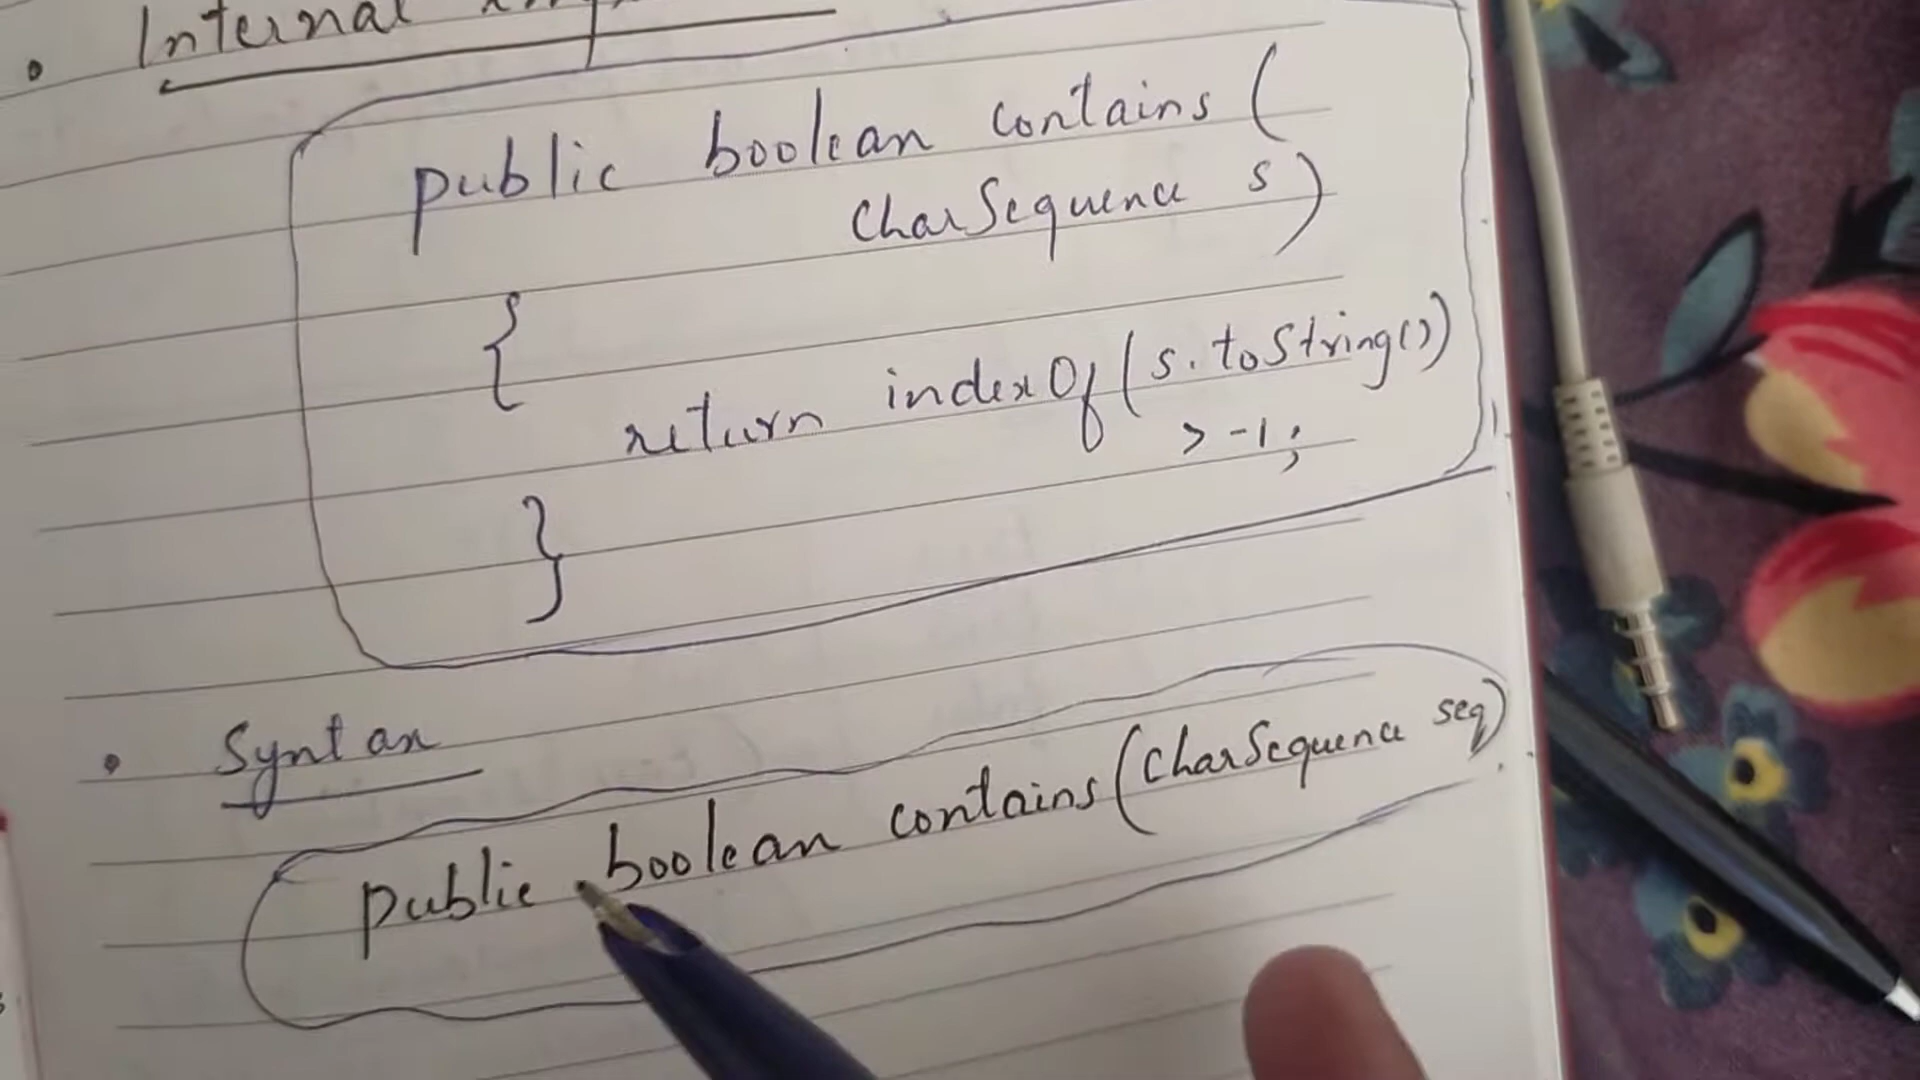 • Internal
public boolean contains (
CharSequence s)
{
return indexOf(s.toString()
> -1;
}
• Syntax
public boolean contains(CharSequence seq)